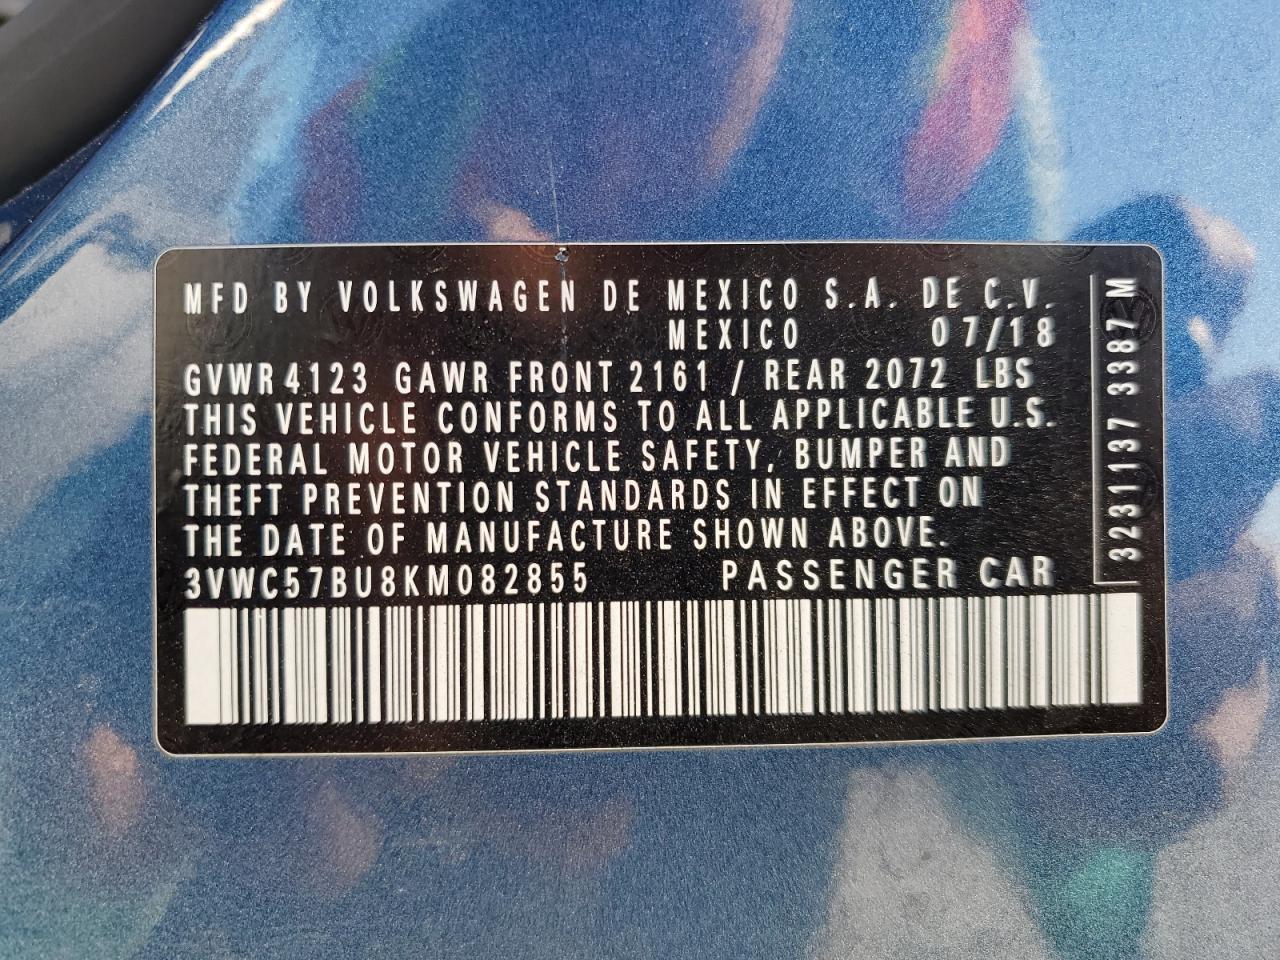 MFD BY VOLKSWAGEN DE MEXICO S.A. DE C.V.
MEXICO 07/18
GVWR 4123 GAWR FRONT 2161 / REAR 2072 LBS
THIS VEHICLE CONFORMS TO ALL APPLICABLE U.S.
FEDERAL MOTOR VEHICLE SAFETY, BUMPER AND
THEFT PREVENTION STANDARDS IN EFFECT ON
THE DATE OF MANUFACTURE SHOWN ABOVE.
3VWC57BU8KM082855 PASSENGER CAR
3231137 3387 M